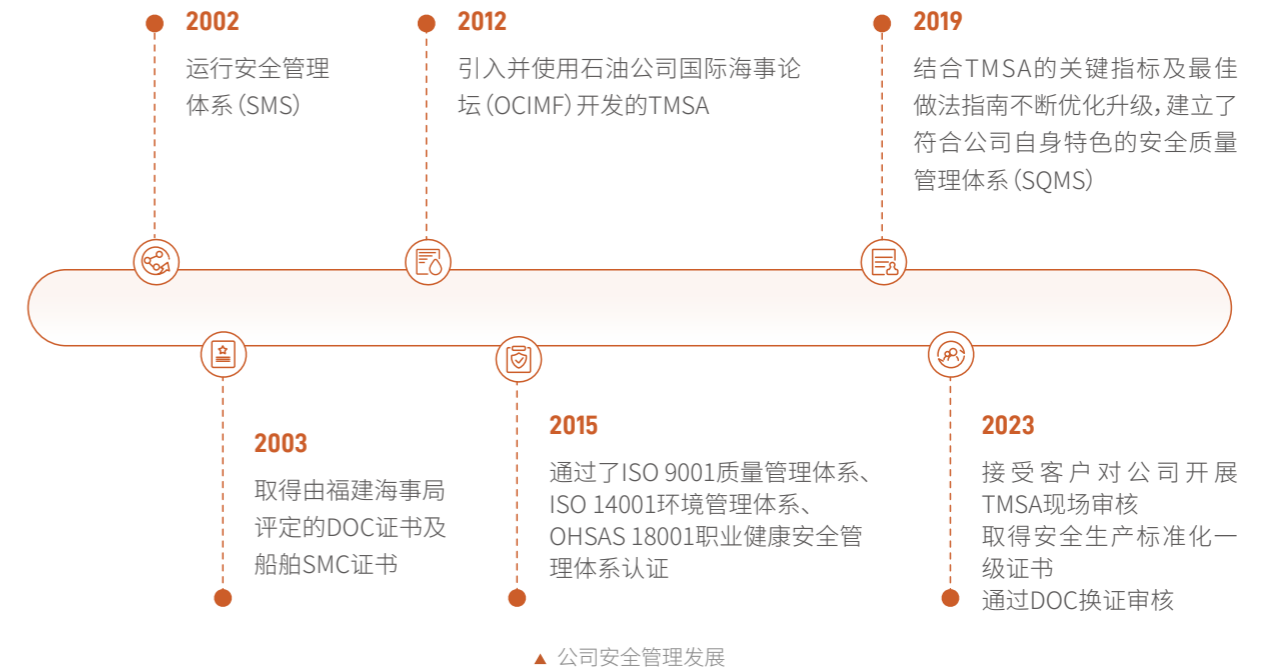 2002
运行安全管理
体系（SMS）
2012
引入并使用石油公司国际海事论
坛（OCIMF）开发的TMSA
2019
结合TMSA的关键指标及最佳
做法指南不断优化升级，建立了
符合公司自身特色的安全质量
管理体系（SQMS）
2003
取得由福建海事局
评定的DOC证书及
船舶SMC证书
2015
通过了ISO 9001质量管理体系、
ISO 14001环境管理体系、
OHSAS 18001职业健康安全管
理体系认证
2023
接受客户对公司开展
TMSA现场审核
取得安全生产标准化一
级证书
通过DOC换证审核
▲ 公司安全管理发展